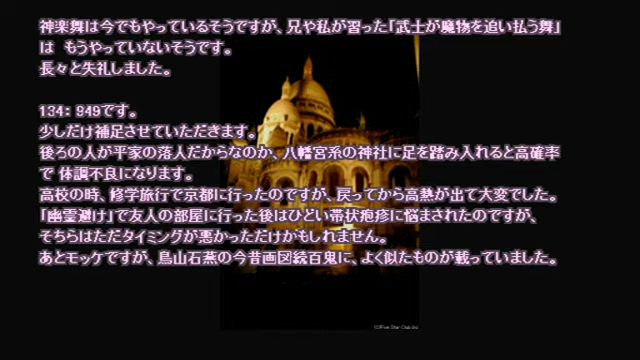 神楽舞は今でもやっているそうですが、兄や私が習った「武士が魔物を追い払う舞」
は　もうやっていないそうです。
長々と失礼しました。
134： 949です。
少しだけ補足させていただきます。
後ろの人が平家の落人だからなのか、八幡宮系の神社に足を踏み入れると高確率
で 体調不良になります。
高校の時、修学旅行で京都に行ったのですが、戻ってから高熱が出て大変でした。
「幽霊避け」で友人の部屋に行った後はひどい帯状疱疹に悩まされたのですが、
そちらはただタイミングが悪かっただけかもしれません。
あとモッケですが、鳥山石燕の今昔画図続百鬼に、よく似たものが載っていました。
(C)Five Star Club.Inc